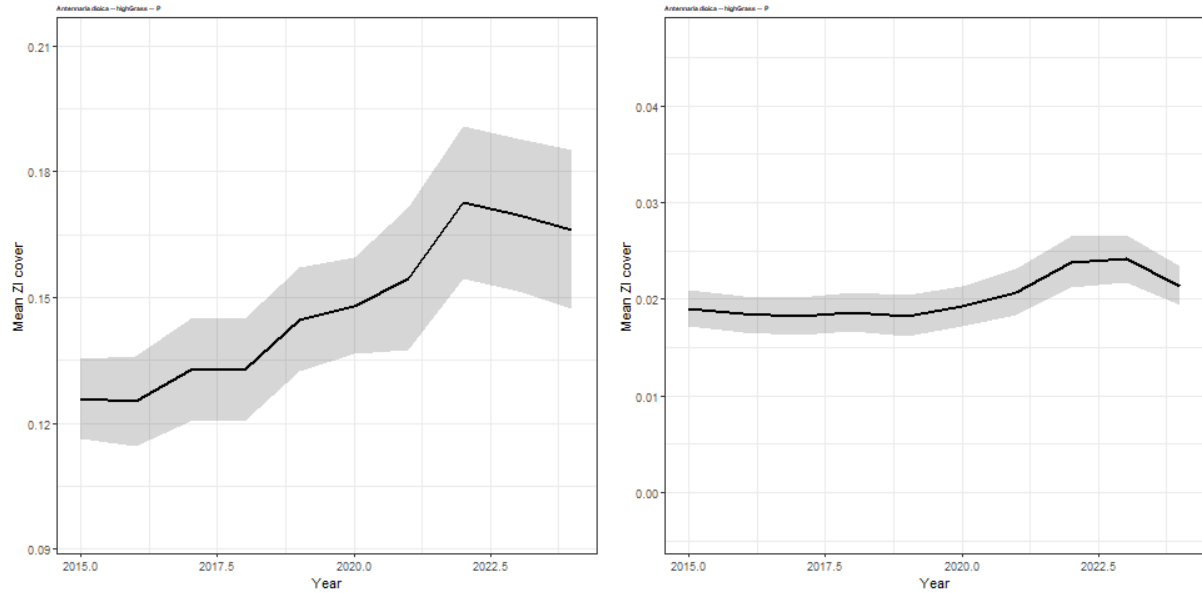 Antennaria dioica -- highGrass -- P
0.21
0.18
0.15
0.12
0.09
Mean ZI cover
2015.0 2017.5 2020.0 2022.5
Year
Antennaria dioica -- highGrass -- P
0.04
0.03
0.02
0.01
0.00
Mean ZI cover
2015.0 2017.5 2020.0 2022.5
Year